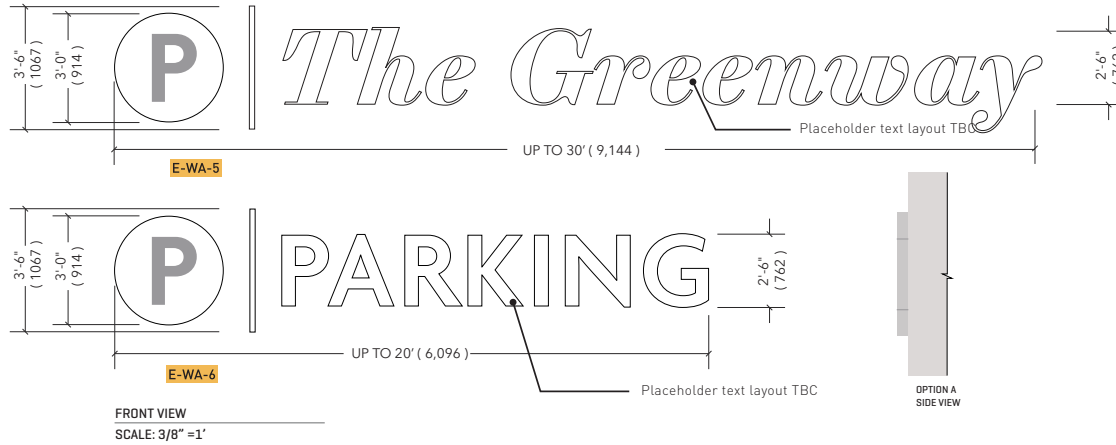 3'-6"
( 1067 )
3'-0"
( 914 )
P
The Greenway
2'-6"
( 762 )
Placeholder text layout TBC
UP TO 30' ( 9,144 )
E-WA-5
3'-6"
( 1067 )
3'-0"
( 914 )
P
PARKING
2'-6"
( 762 )
UP TO 20' ( 6,096 )
E-WA-6
Placeholder text layout TBC
OPTION A
SIDE VIEW
FRONT VIEW
SCALE: 3/8" =1'